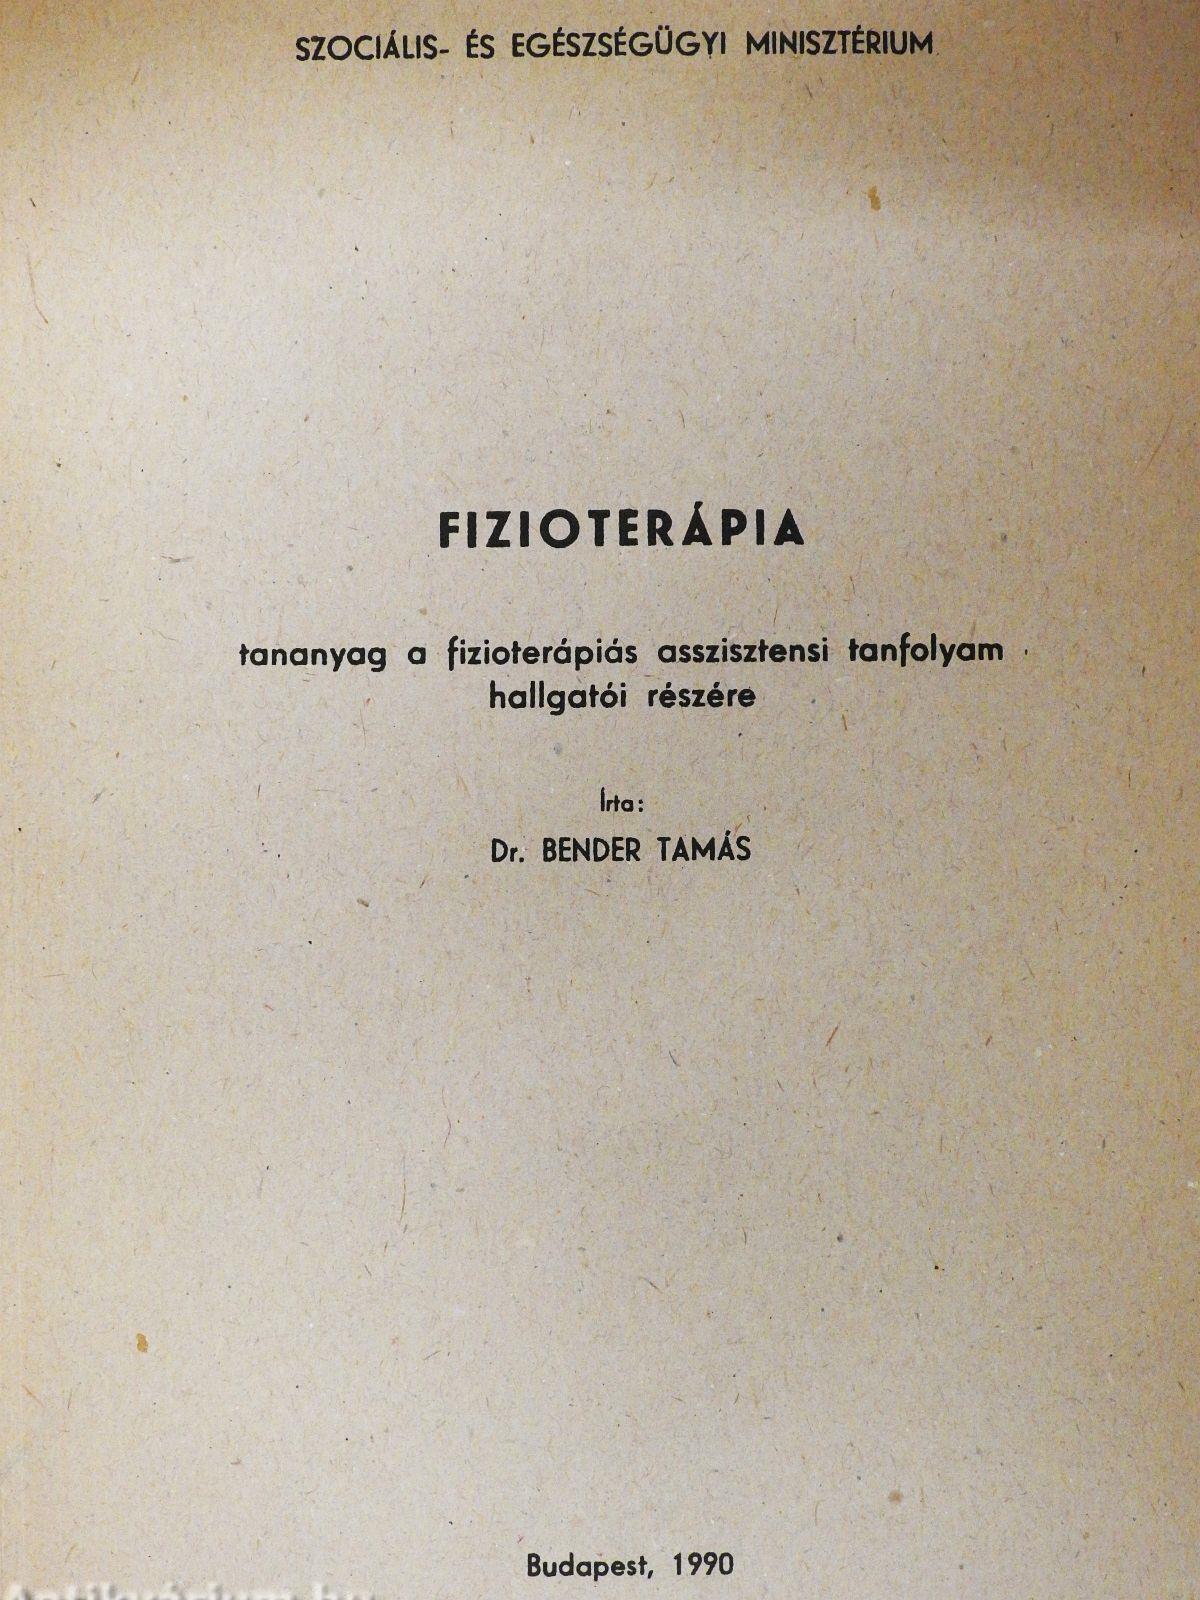 SZOCIÁLIS- ÉS EGÉSZSÉGÜGYI MINISZTÉRIUM
FIZIOTERÁPIA
tananyag a fizioterápiás asszisztensi tanfolyam
hallgatói részére
Írta:
Dr. BENDER TAMÁS
Budapest, 1990